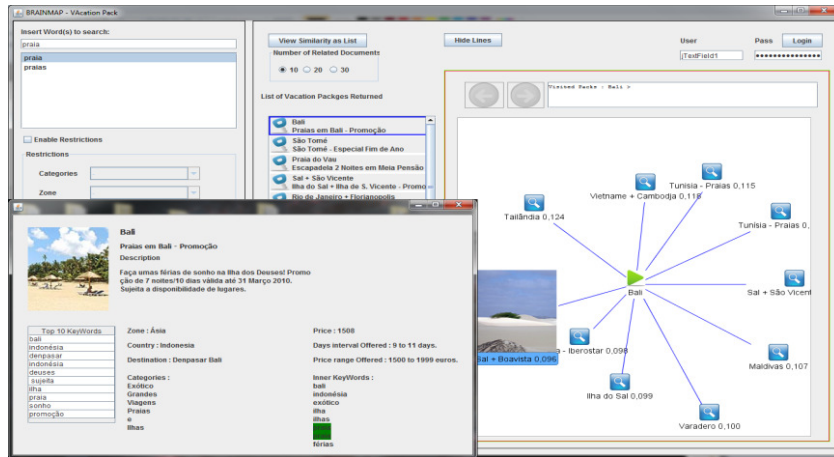 BRAINMAP - VAcation Pack
Insert Word(s) to search:
praia
praia
praias
Enable Restrictions
Restrictions
Categories
Zone
View Similarity as List
Number of Related Documents
10 20 30
List of Vacation Packges Returned
Bali
Praias em Bali - Promoção
São Tomé
São Tomé - Especial Fim de Ano
Praia do Vau
Escapadela 2 Noites em Meia Pensão
Sal + São Vicente
Ilha do Sal + Ilha de S. Vicente - Promo
Rio de Janeiro + Florianopolis
Hide Lines
User
Pass
Login
jTextField1
Visited Packs : Bali >
Tunisia - Praias 0,115
Vietname + Cambodja 0,118
Tailândia 0,124
Tunisia - Praias 0,
Bali
Sal + São Vicent
- Iberostar 0,098
Sal + Boavista 0,096
Maldivas 0,107
Ilha do Sal 0,099
Varadero 0,100
Bali
Praias em Bali - Promoção
Description
Faça umas férias de sonho na Ilha dos Deuses! Promo
ção de 7 noites/10 dias válida até 31 Março 2010.
Sujeita a disponibilidade de lugares.
Top 10 KeyWords
bali
indonésia
denpasar
indonésia
deuses
sujeita
ilha
praia
sonho
promoção
Zone : Ásia
Country : Indonesia
Destination : Denpasar Bali
Categories :
Exótico
Grandes
Viagens
Praias
e
Ilhas
Price : 1508
Days interval Offered : 9 to 11 days.
Price range Offered : 1500 to 1999 euros.
Inner KeyWords :
bali
indonésia
exótico
ilha
ilhas
férias